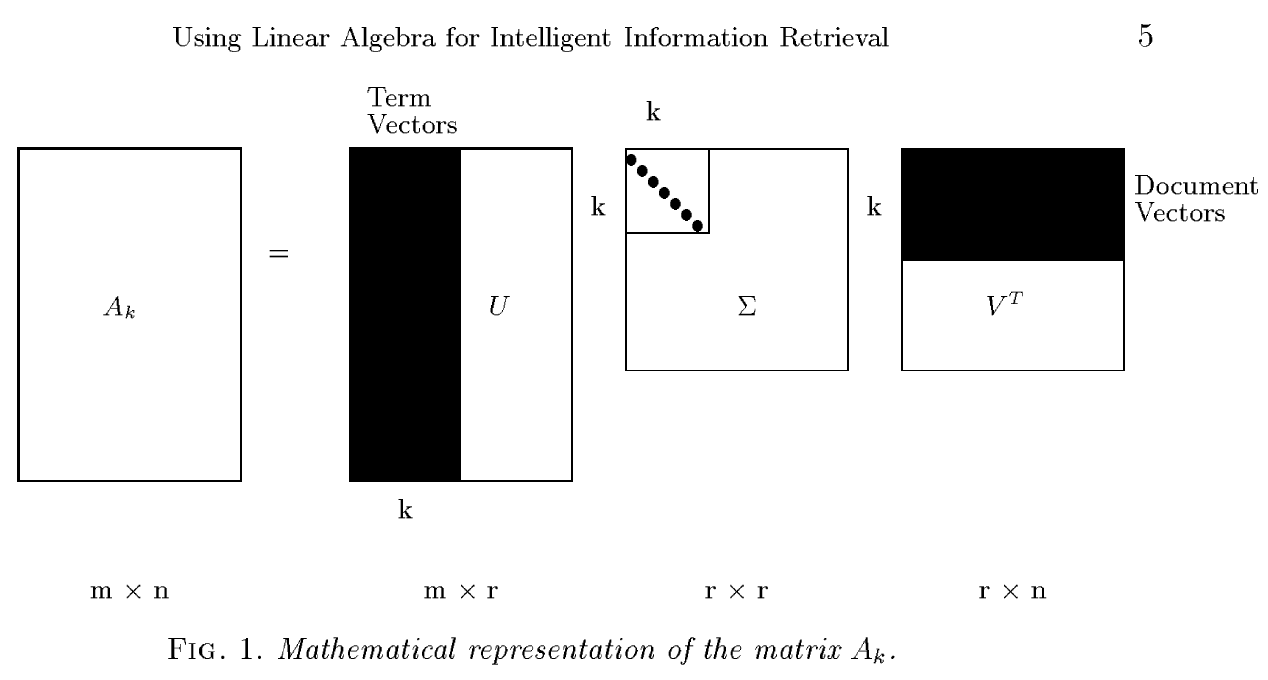 Using Linear Algebra for Intelligent Information Retrieval 5
Term
Vectors
k
k
k
Document
Vectors
=
A_k
U
Σ
V^T
k
m × n
m × r
r × r
r × n
FIG. 1. Mathematical representation of the matrix A_k.